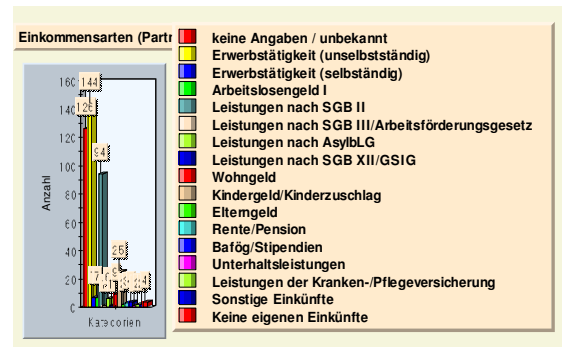 Einkommensarten (Partn
160
140
120
100
80
60
40
20
0
Anzahl
144
126
94
25
Kategorien
keine Angaben / unbekannt
Erwerbstätigkeit (unselbstständig)
Erwerbstätigkeit (selbständig)
Arbeitslosengeld I
Leistungen nach SGB II
Leistungen nach SGB III/Arbeitsförderungsgesetz
Leistungen nach AsylbLG
Leistungen nach SGB XII/GSIG
Wohngeld
Kindergeld/Kinderzuschlag
Elterngeld
Rente/Pension
Bafög/Stipendien
Unterhaltsleistungen
Leistungen der Kranken-/Pflegeversicherung
Sonstige Einkünfte
Keine eigenen Einkünfte